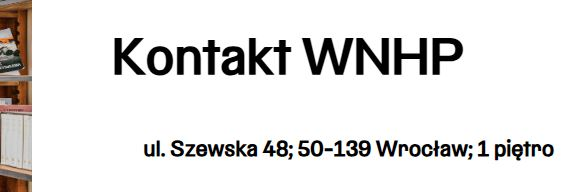 Kontakt WNHP
ul. Szewska 48; 50-139 Wrocław; 1 piętro